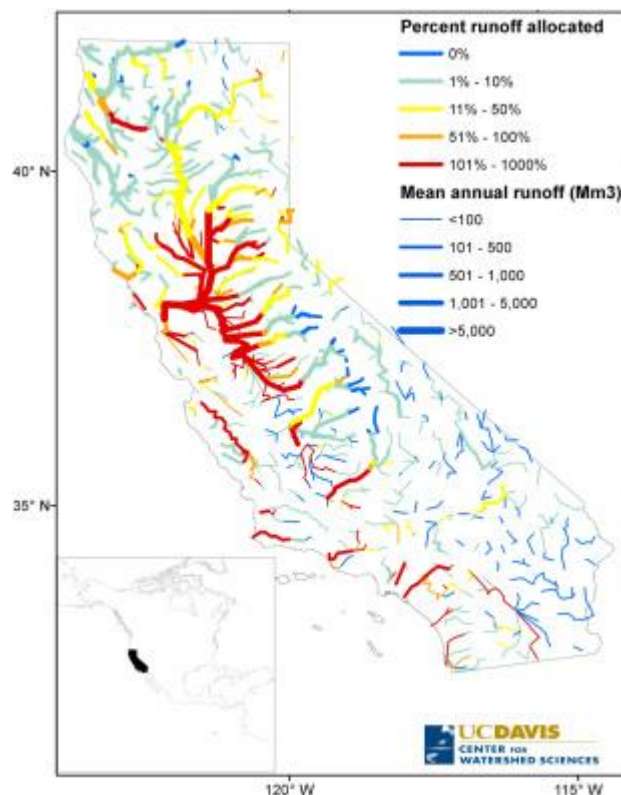 Percent runoff allocated
0%
1% - 10%
11% - 50%
51% - 100%
101% - 1000%
Mean annual runoff (Mm3)
<100
101 - 500
501 - 1,000
1,001 - 5,000
>5,000
40° N
35° N
UCDAVIS
CENTER FOR
WATERSHED SCIENCES
120° W
115° W